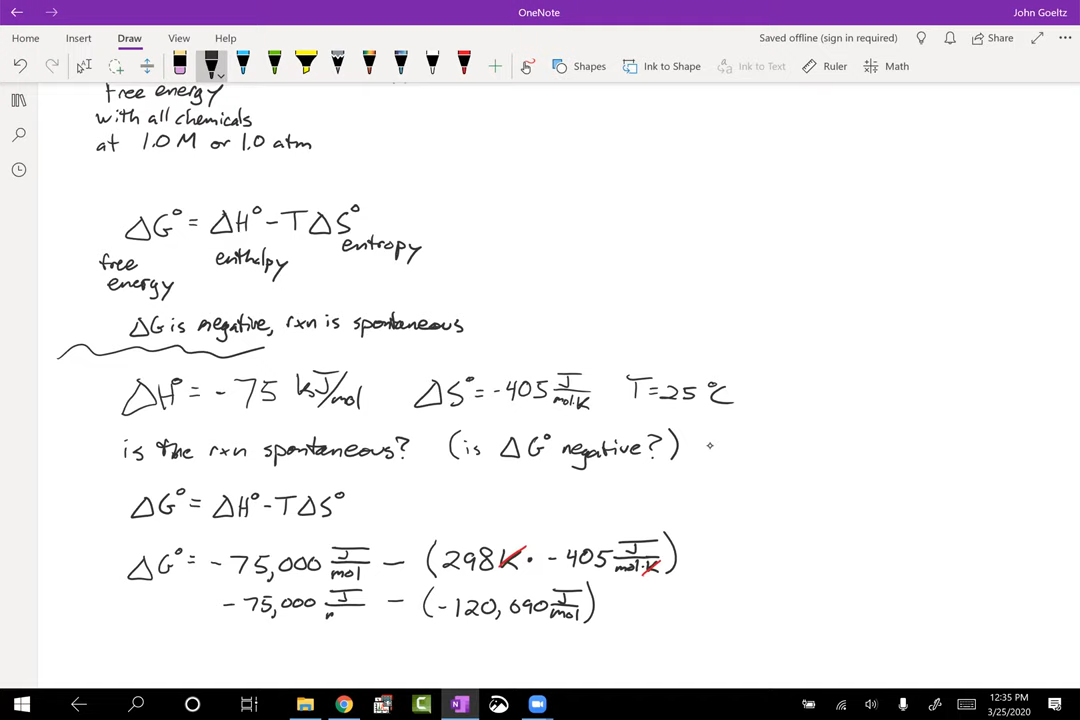 OneNote
John Goeltz
Home Insert Draw View Help
Saved offline (sign in required) Share
Shapes Ink to Shape Ink to Text Ruler Math
free energy
with all chemicals
at 1.0 M or 1.0 atm
ΔG° = ΔH° - TΔS°
free energy
enthalpy
entropy
ΔG is negative, rxn is spontaneous
ΔH° = -75 kJ/mol ΔS° = -405 J/mol·K T = 25 °C
is the rxn spontaneous? (is ΔG° negative?)
ΔG° = ΔH° - TΔS°
ΔG° = -75,000 J/mol - (298K · -405 J/mol·K)
-75,000 J/m - (-120,690 J/mol)
12:35 PM
3/25/2020